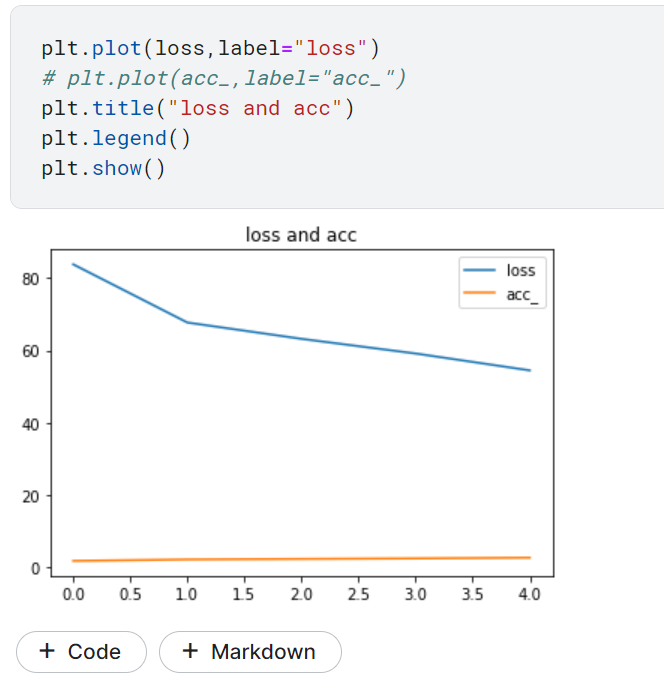 plt.plot(loss,label="loss")
# plt.plot(acc_,label="acc_")
plt.title("loss and acc")
plt.legend()
plt.show()
loss and acc
loss
acc_
80
60
40
20
0
0.0 0.5 1.0 1.5 2.0 2.5 3.0 3.5 4.0
+ Code + Markdown